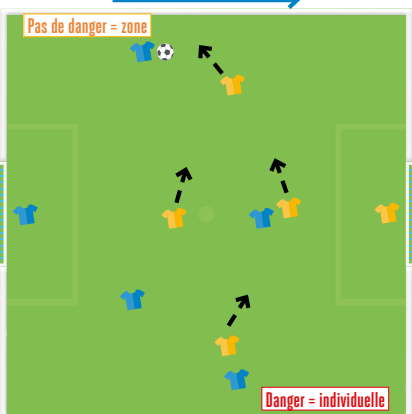 Pas de danger = zone
Danger = individuelle